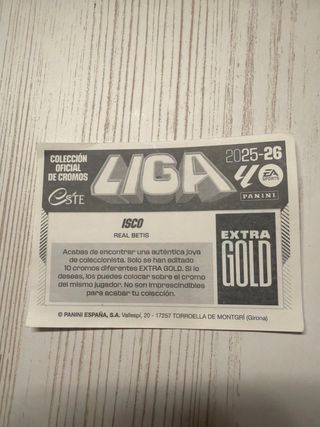 COLECCIÓN
OFICIAL
DE CROMOS
Este
LIGA
2025-26
EA
SPORTS
PANINI
ISCO
REAL BETIS
Acabas de encontrar una auténtica joya
de coleccionista. Solo se han editado
10 cromos diferentes EXTRA GOLD. Si lo
deseas, los puedes colocar sobre el cromo
del mismo jugador. No son imprescindibles
para acabar tu colección.
EXTRA
GOLD
© PANINI ESPAÑA, S.A. Vallespí, 20 - 17257 TORROELLA DE MONTGRÍ (Girona)